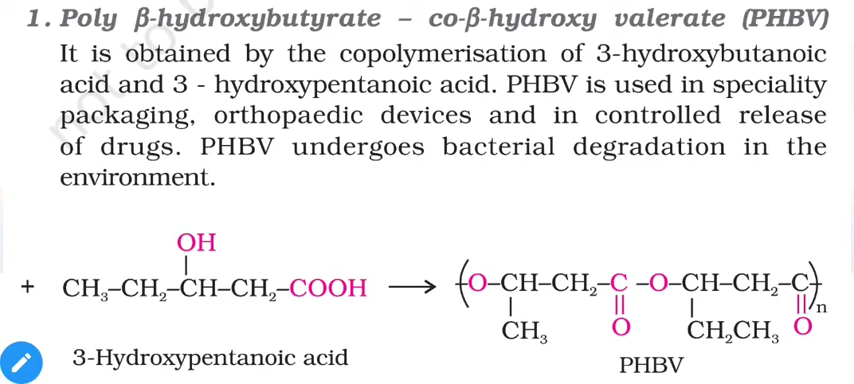 1. Poly β-hydroxybutyrate – co-β-hydroxy valerate (PHBV)
It is obtained by the copolymerisation of 3-hydroxybutanoic
acid and 3 - hydroxypentanoic acid. PHBV is used in speciality
packaging, orthopaedic devices and in controlled release
of drugs. PHBV undergoes bacterial degradation in the
environment.
OH
+ CH₃–CH₂–CH–CH₂–COOH ⟶ (O–CH–CH₂–C –O–CH–CH₂–C)n
CH₃ O CH₂CH₃ O
3-Hydroxypentanoic acid PHBV